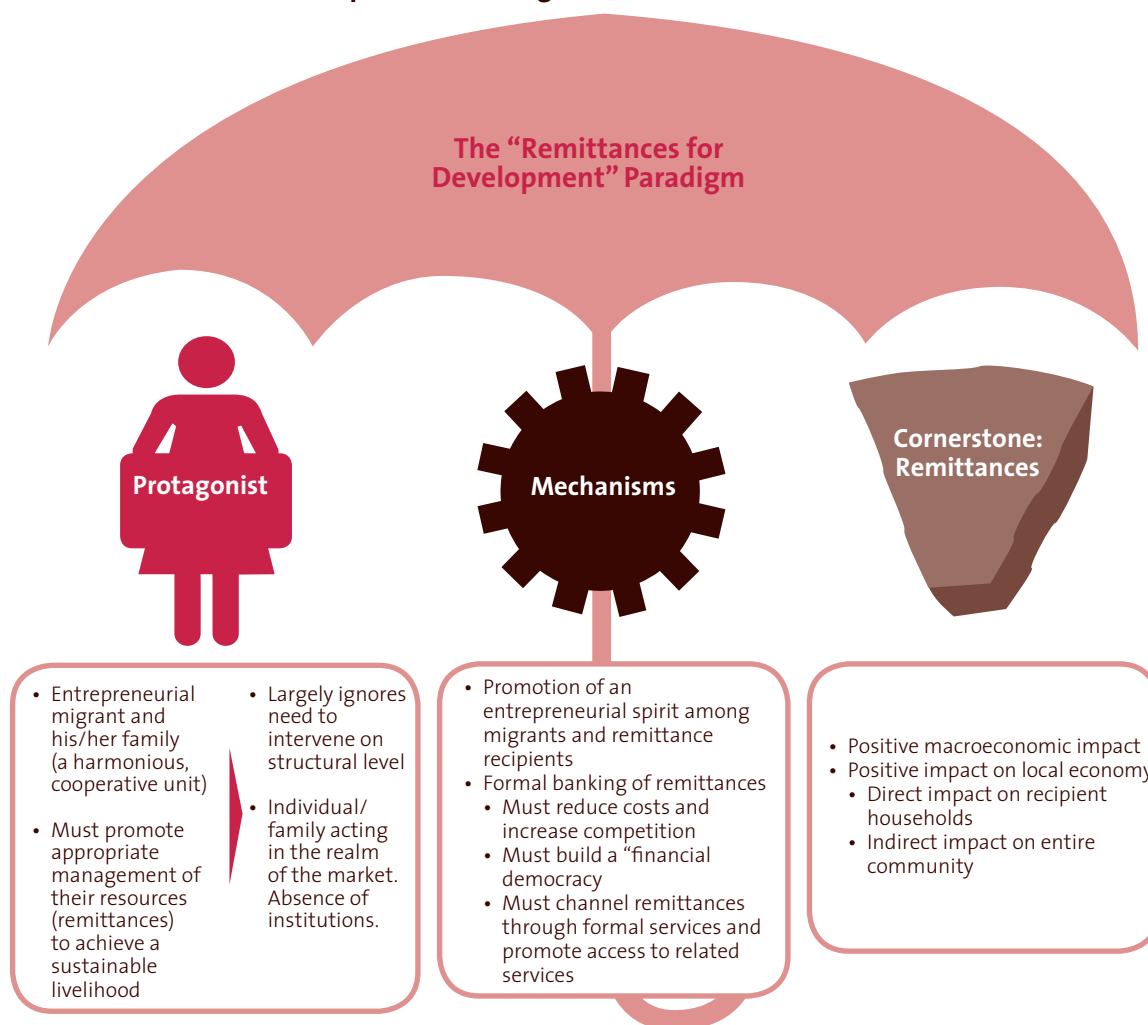 The “Remittances for
Development” Paradigm
Protagonist
Mechanisms
Cornerstone:
Remittances
• Entrepreneurial
migrant and
his/her family
(a harmonious,
cooperative unit)
• Must promote
appropriate
management of
their resources
(remittances)
to achieve a
sustainable
livelihood
• Largely ignores
need to
intervene on
structural level
• Individual/
family acting
in the realm
of the market.
Absence of
institutions.
• Promotion of an
entrepreneurial spirit among
migrants and remittance
recipients
• Formal banking of remittances
• Must reduce costs and
increase competition
• Must build a “financial
democracy
• Must channel remittances
through formal services and
promote access to related
services
• Positive macroeconomic impact
• Positive impact on local economy
• Direct impact on recipient
households
• Indirect impact on entire
community